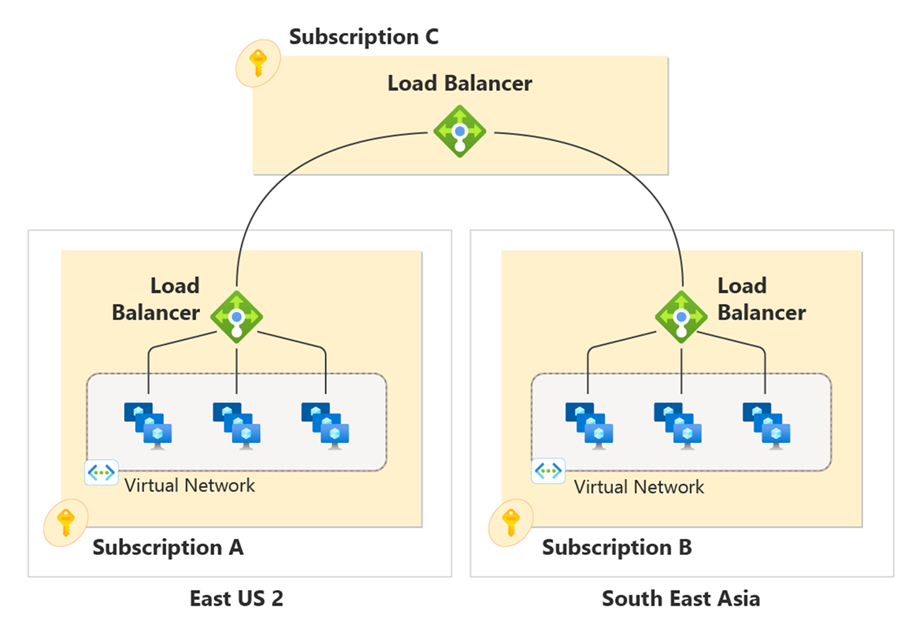 Subscription C
Load Balancer
Load
Balancer
Load
Balancer
Virtual Network
Virtual Network
Subscription A
Subscription B
East US 2
South East Asia